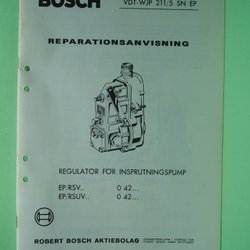 BOSCH
VDT-WJP 211/5 SN EP
REPARATIONSANVISNING
REGULATOR FÖR INSPRUTNINGSPUMP
EP/RSV.. 0 42...
EP/RSUV.. 0 42...
ROBERT BOSCH AKTIEBOLAG